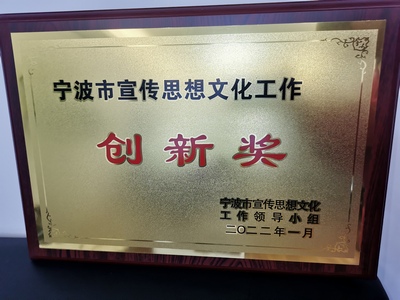 宁波市宣传思想文化工作
创新奖
宁波市宣传思想文化
工作领导小组
二〇二二年一月